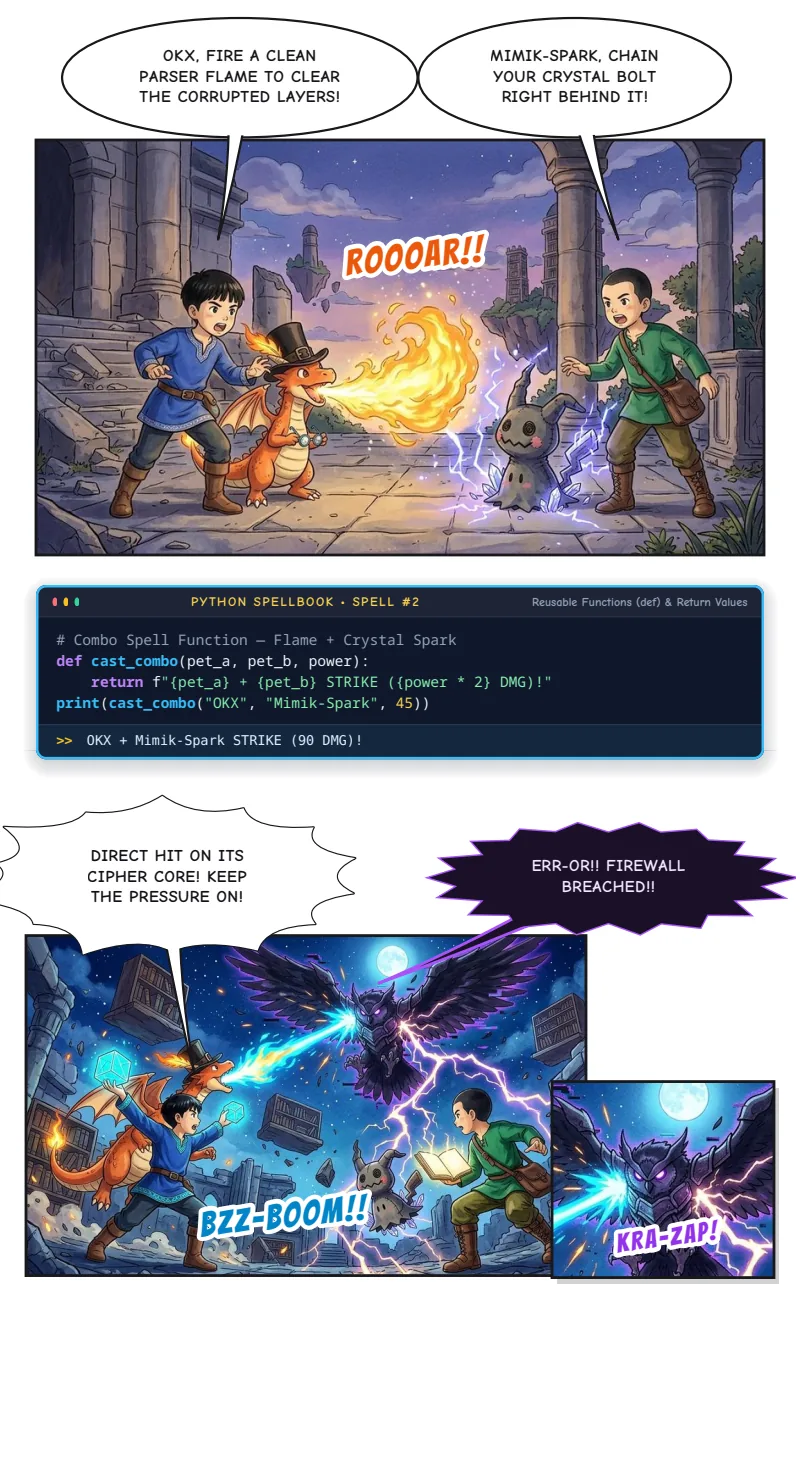 OKX, FIRE A CLEAN
PARSER FLAME TO CLEAR
THE CORRUPTED LAYERS!
MIMIK-SPARK, CHAIN
YOUR CRYSTAL BOLT
RIGHT BEHIND IT!
ROOOAR!!
PYTHON SPELLBOOK • SPELL #2
Reusable Functions (def) & Return Values
# Combo Spell Function — Flame + Crystal Spark
def cast_combo(pet_a, pet_b, power):
    return f"{pet_a} + {pet_b} STRIKE ({power * 2} DMG)!"
print(cast_combo("OKX", "Mimik-Spark", 45))
>> OKX + Mimik-Spark STRIKE (90 DMG)!
DIRECT HIT ON ITS
CIPHER CORE! KEEP
THE PRESSURE ON!
ERR-OR!! FIREWALL
BREACHED!!
BZZ-BOOM!!
KRA-ZAP!